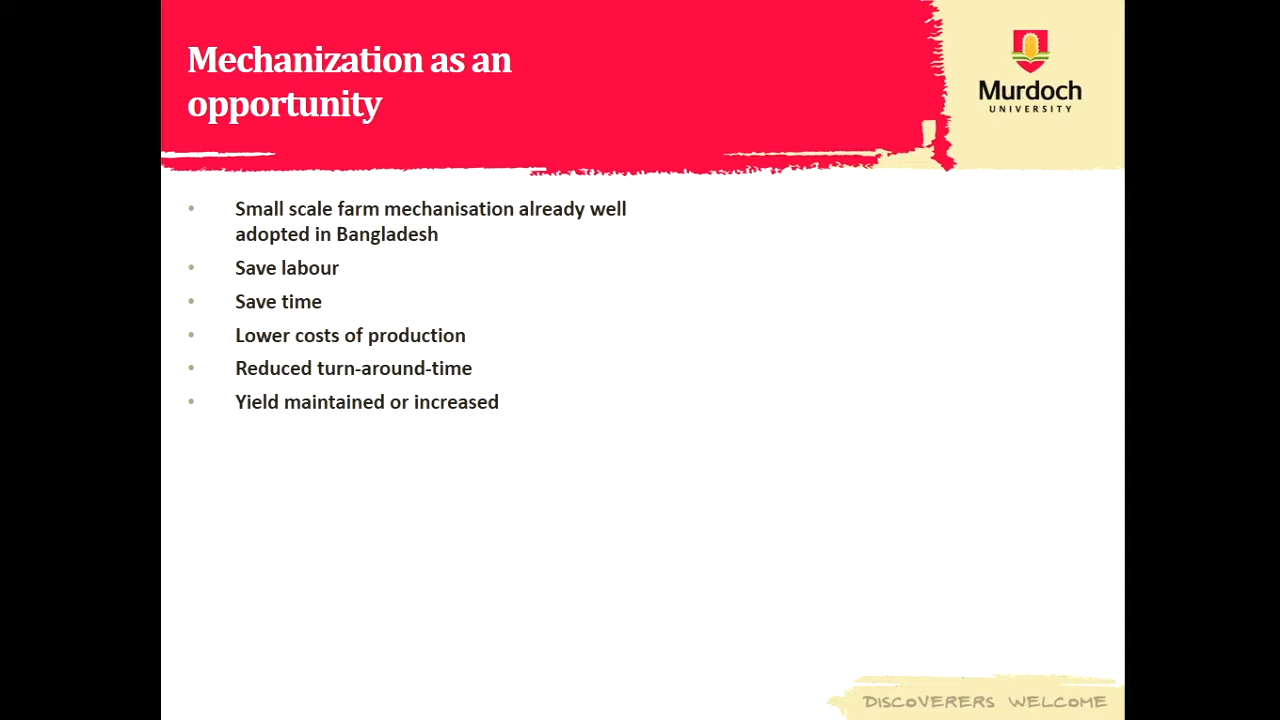 Mechanization as an
opportunity
Murdoch
UNIVERSITY
• Small scale farm mechanisation already well
adopted in Bangladesh
• Save labour
• Save time
• Lower costs of production
• Reduced turn-around-time
• Yield maintained or increased
DISCOVERERS WELCOME